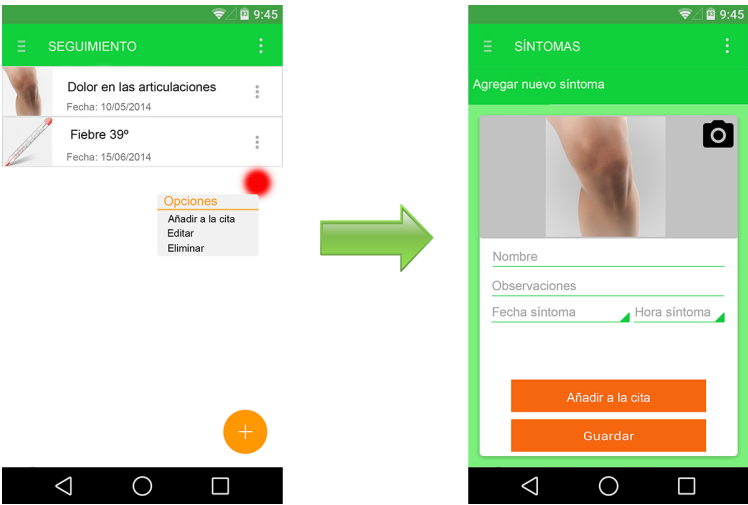 9:45
SEGUIMIENTO
Dolor en las articulaciones
Fecha: 10/05/2014
Fiebre 39º
Fecha: 15/06/2014
Opciones
Añadir a la cita
Editar
Eliminar
+
9:45
SÍNTOMAS
Agregar nuevo síntoma
Nombre
Observaciones
Fecha síntoma
Hora síntoma
Añadir a la cita
Guardar